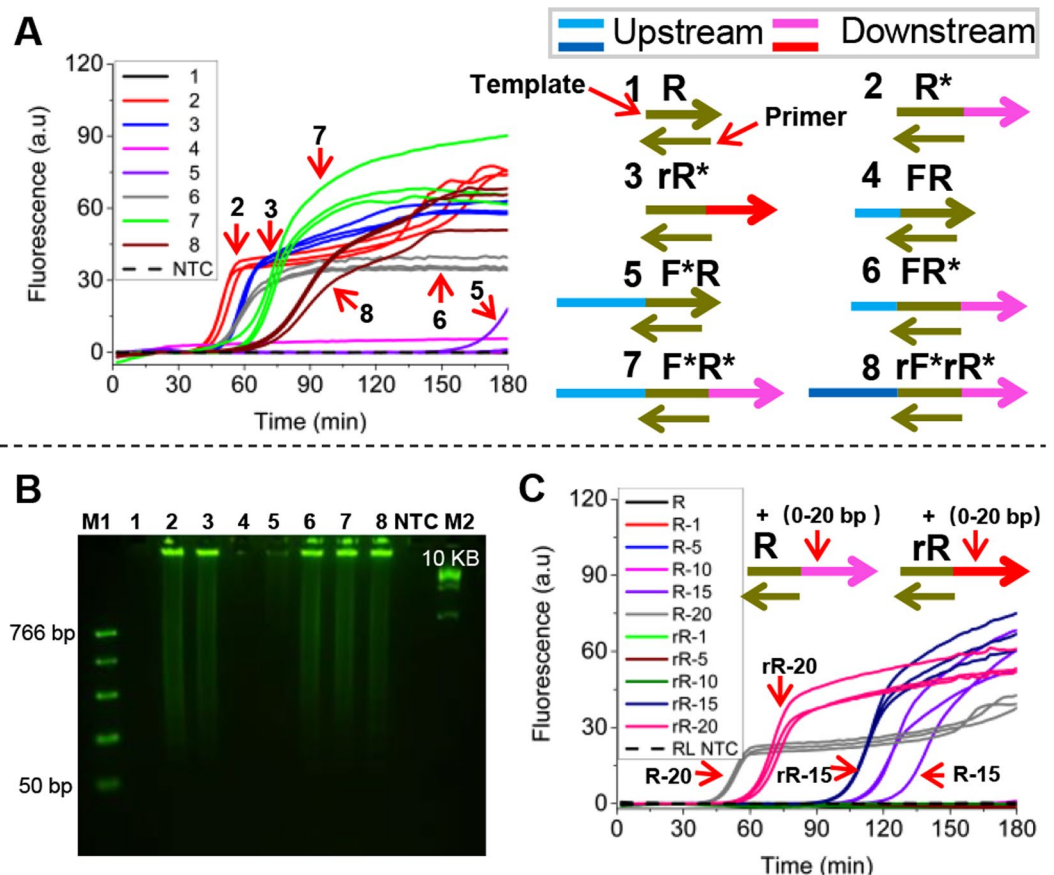 A
Fluorescence (a.u)
120
90
60
30
0
0 30 60 90 120 150 180
Time (min)
1
2
3
4
5
6
7
8
NTC
2
3
7
8
6
5
Upstream Downstream
Template
Primer
1 R
2 R*
3 rR*
4 FR
5 F*R
6 FR*
7 F*R*
8 rF*rR*
B
M1 1 2 3 4 5 6 7 8 NTC M2
10 KB
766 bp
50 bp
C
Fluorescence (a.u)
120
90
60
30
0
0 30 60 90 120 150 180
Time (min)
R
R-1
R-5
R-10
R-15
R-20
rR-1
rR-5
rR-10
rR-15
rR-20
RL NTC
+ (0-20 bp )
R
+ (0-20 bp)
rR
rR-20
R-20
rR-15
R-15